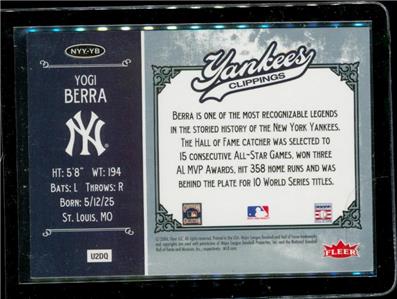 NYY-YB
YOGI
BERRA
NY
HT: 5'8" WT: 194
BATS: L THROWS: R
BORN: 5/12/25
ST. LOUIS, MO
U2DQ
Yankees
CLIPPINGS
BERRA IS ONE OF THE MOST RECOGNIZABLE LEGENDS
IN THE STORIED HISTORY OF THE NEW YORK YANKEES.
THE HALL OF FAME CATCHER WAS SELECTED TO
15 CONSECUTIVE ALL-STAR GAMES, WON THREE
AL MVP AWARDS, HIT 358 HOME RUNS AND WAS
BEHIND THE PLATE FOR 10 WORLD SERIES TITLES.
FLEER